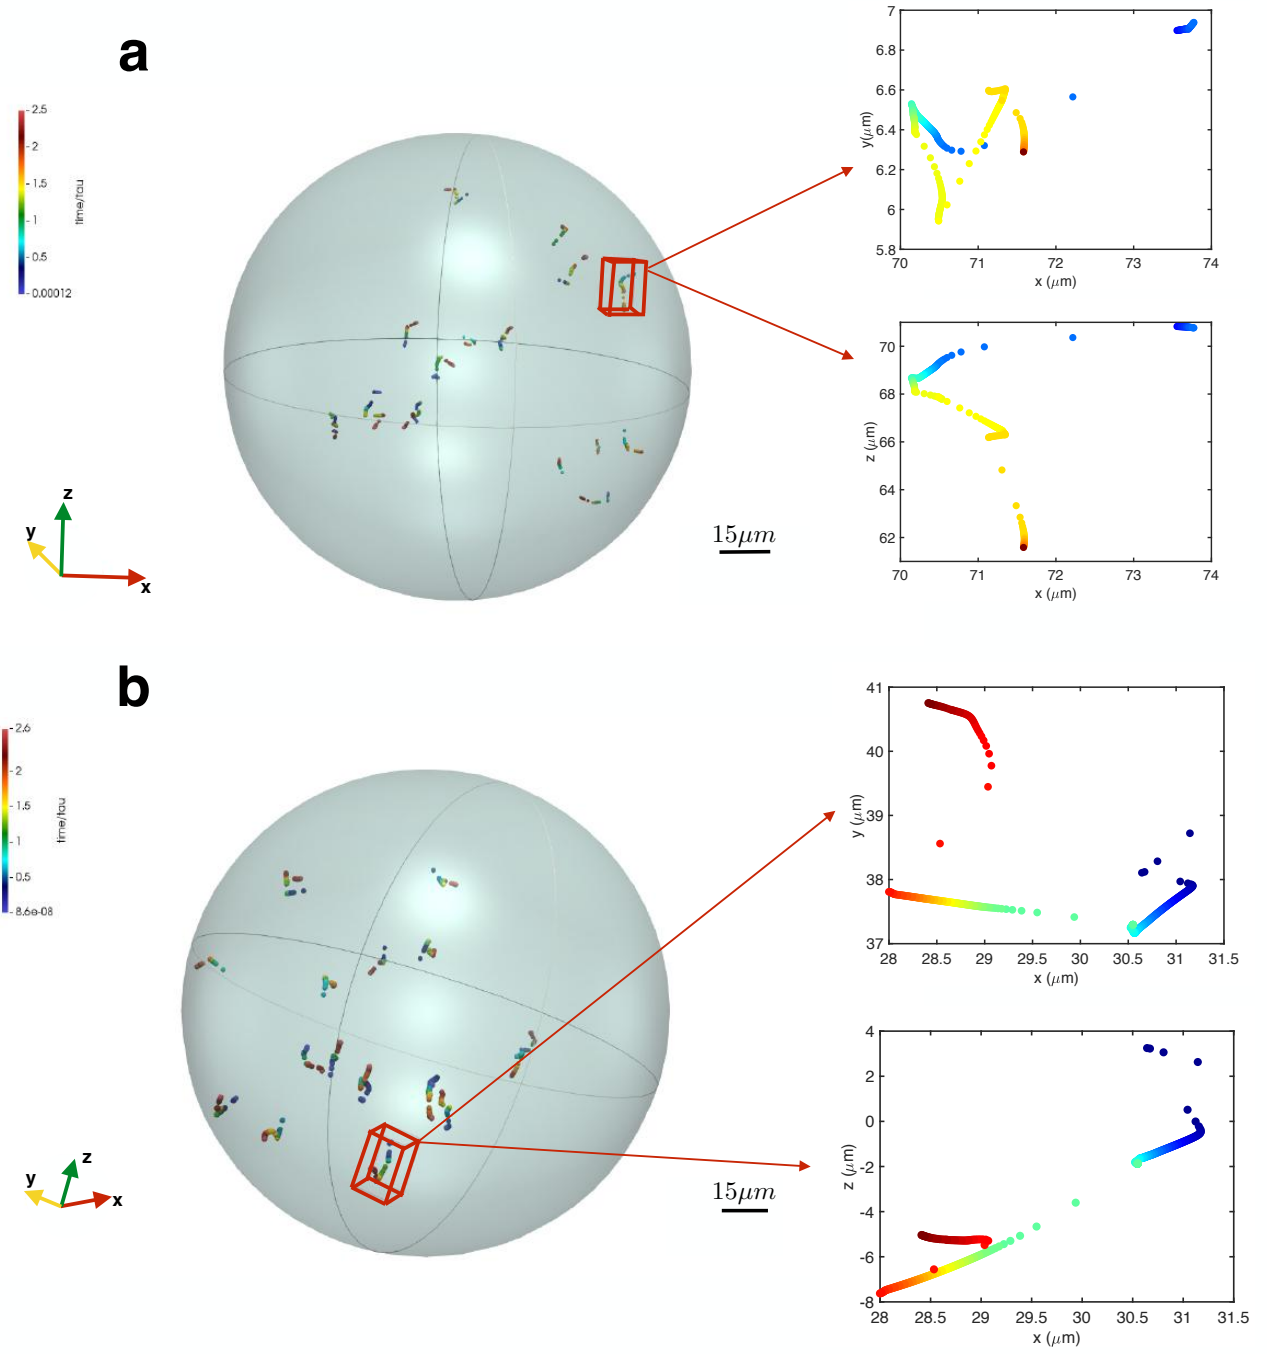 a
2.5
2
1.5
1
0.5
0.00012
time/tau
z
y
x
15μm
7
6.8
6.6
6.4
6.2
6
5.8
y(μm)
70 71 72 73 74
x (μm)
70
68
66
64
62
z (μm)
70 71 72 73 74
x (μm)
b
2.6
2
1.5
1
0.5
8.6e-08
time/tau
z
y
x
15μm
41
40
39
38
37
y (μm)
28 28.5 29 29.5 30 30.5 31 31.5
x (μm)
4
2
0
-2
-4
-6
-8
z (μm)
28 28.5 29 29.5 30 30.5 31 31.5
x (μm)